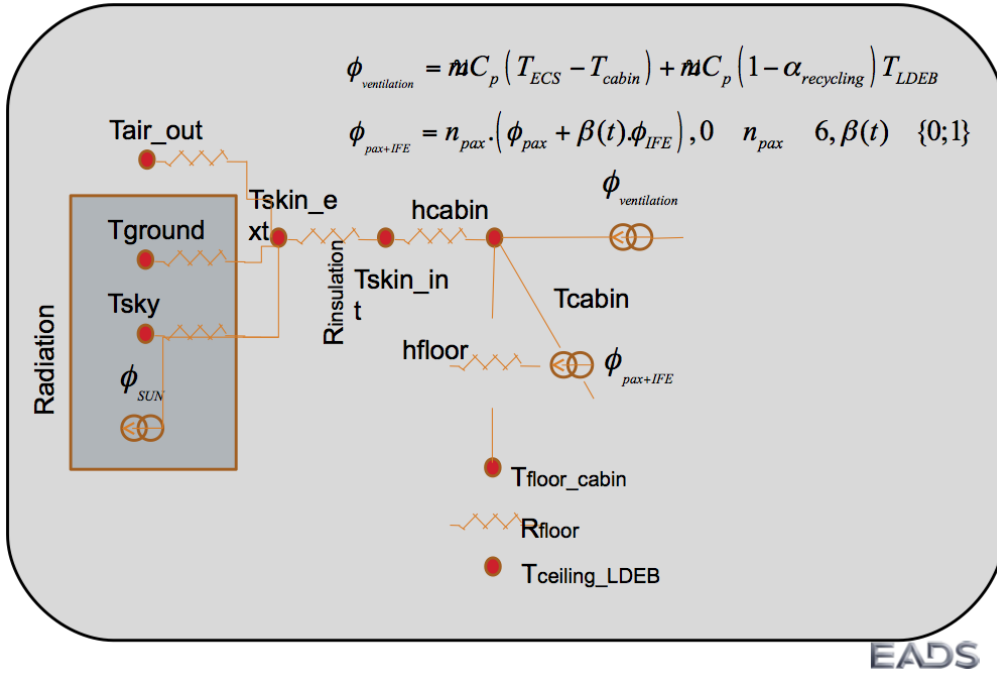 ϕventilation = ṁCp(TECS − Tcabin) + ṁCp(1 − αrecycling)TLDEB
ϕpax+IFE = npax.(ϕpax + β(t).ϕIFE), 0 npax 6, β(t) {0;1}
Tair_out
ϕventilation
Tskin_e
xt
hcabin
Tground
Rinsulation
Tskin_in
t
Tcabin
Tsky
Radiation
hfloor
ϕpax+IFE
ϕSUN
Tfloor_cabin
Rfloor
Tceiling_LDEB
EADS